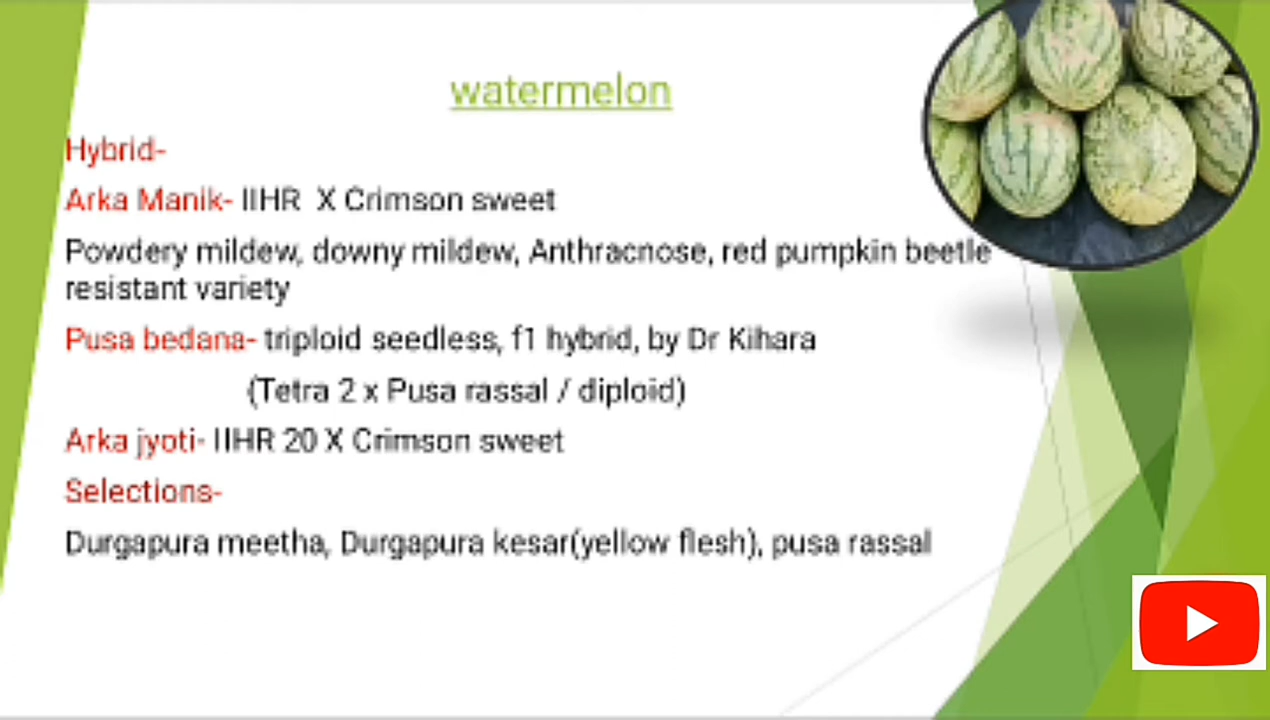 watermelon
Hybrid-
Arka Manik- IIHR X Crimson sweet
Powdery mildew, downy mildew, Anthracnose, red pumpkin beetle
resistant variety
Pusa bedana- triploid seedless, f1 hybrid, by Dr Kihara
(Tetra 2 x Pusa rassal / diploid)
Arka jyoti- IIHR 20 X Crimson sweet
Selections-
Durgapura meetha, Durgapura kesar(yellow flesh), pusa rassal